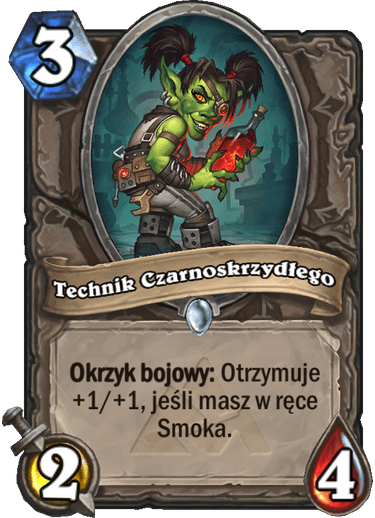 3
Technik Czarnoskrzydłego
Okrzyk bojowy: Otrzymuje
+1/+1, jeśli masz w ręce
Smoka.
2
4